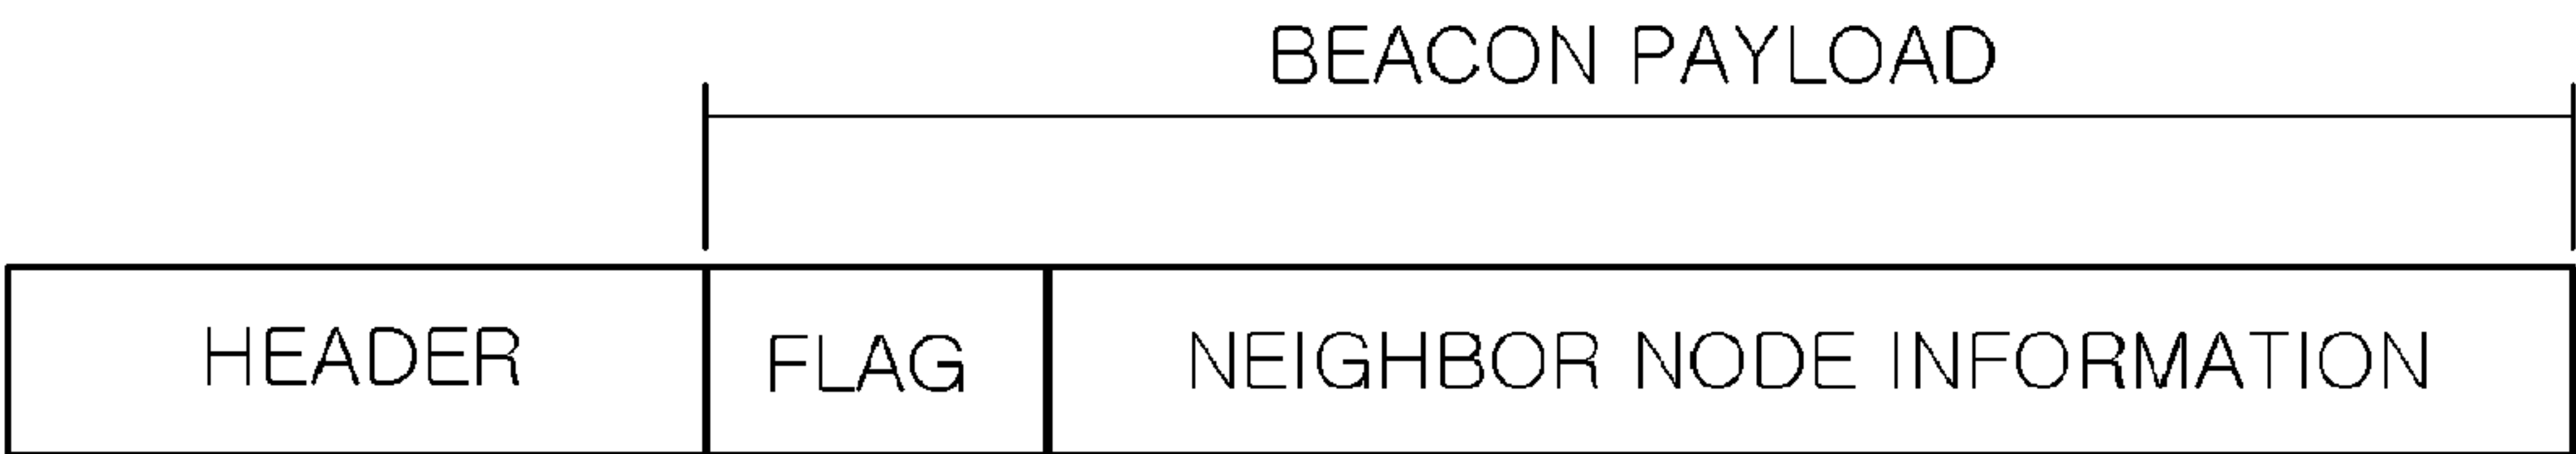 BEACON PAYLOAD
HEADER FLAG NEIGHBOR NODE INFORMATION